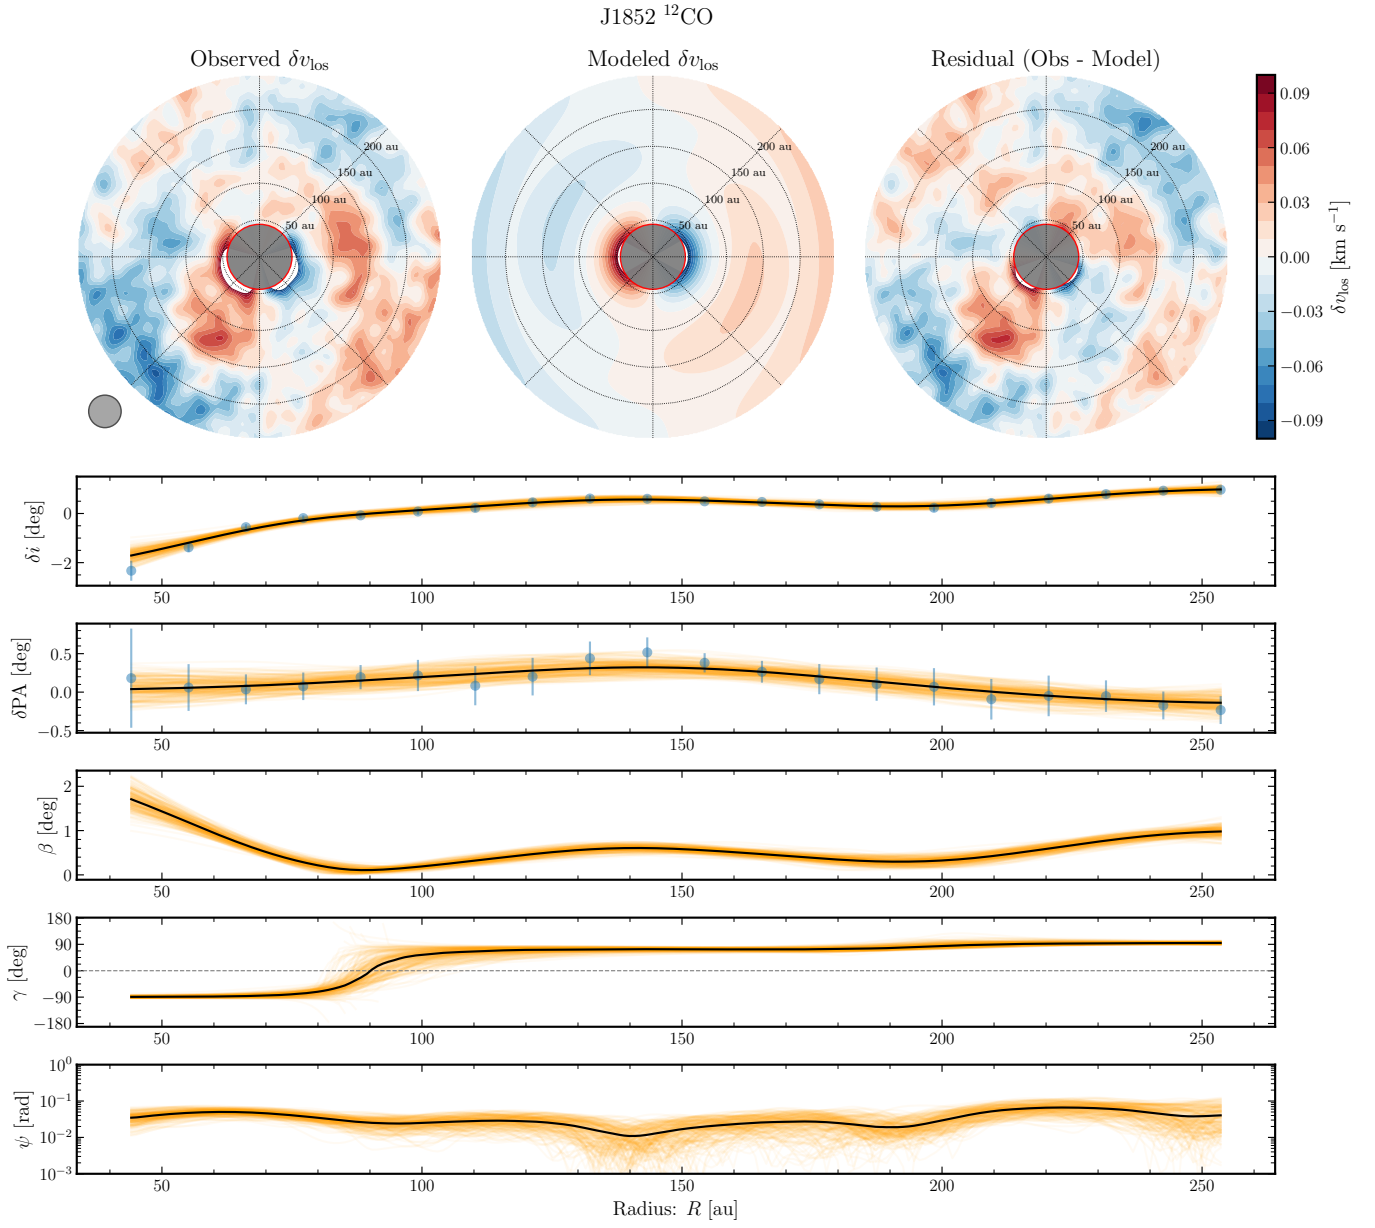 J1852 ¹²CO
Observed δv_los
Modeled δv_los
Residual (Obs - Model)
200 au
150 au
100 au
50 au
200 au
150 au
100 au
50 au
200 au
150 au
100 au
50 au
0.09
0.06
0.03
0.00
−0.03
−0.06
−0.09
δv_los [km s⁻¹]
0
−2
δi [deg]
50 100 150 200 250
0.5
0.0
−0.5
δPA [deg]
50 100 150 200 250
2
1
0
β [deg]
50 100 150 200 250
180
90
0
−90
−180
γ [deg]
50 100 150 200 250
10⁰
10⁻¹
10⁻²
10⁻³
ψ [rad]
50 100 150 200 250
Radius: R [au]